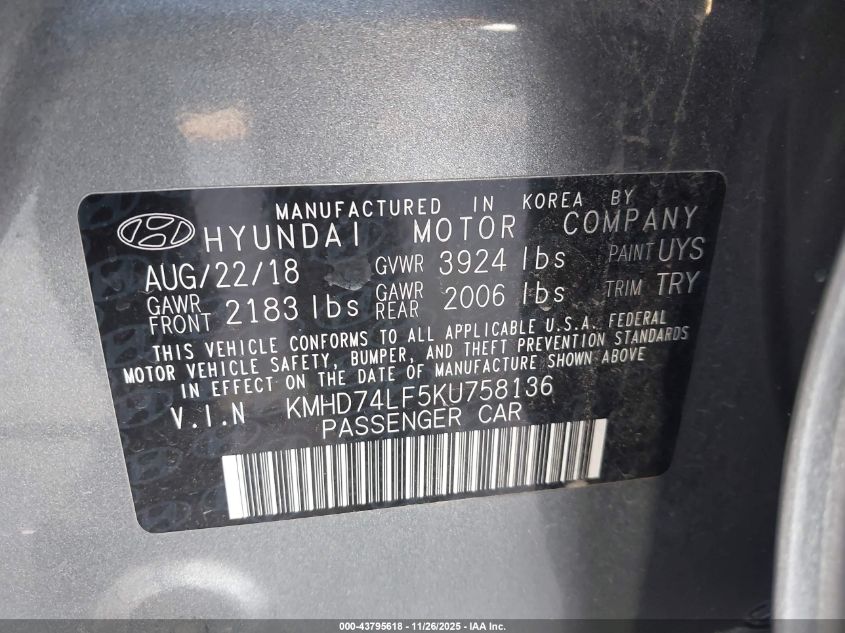 MANUFACTURED IN KOREA BY
HYUNDAI MOTOR COMPANY
AUG/22/18 GVWR 3924 lbs PAINT UYS
GAWR FRONT 2183 lbs GAWR REAR 2006 lbs TRIM TRY
THIS VEHICLE CONFORMS TO ALL APPLICABLE U.S.A. FEDERAL
MOTOR VEHICLE SAFETY, BUMPER, AND THEFT PREVENTION STANDARDS
IN EFFECT ON THE DATE OF MANUFACTURE SHOWN ABOVE
V.I.N KMHD74LF5KU758136
PASSENGER CAR
000-43795618 - 11/26/2025 - IAA Inc.